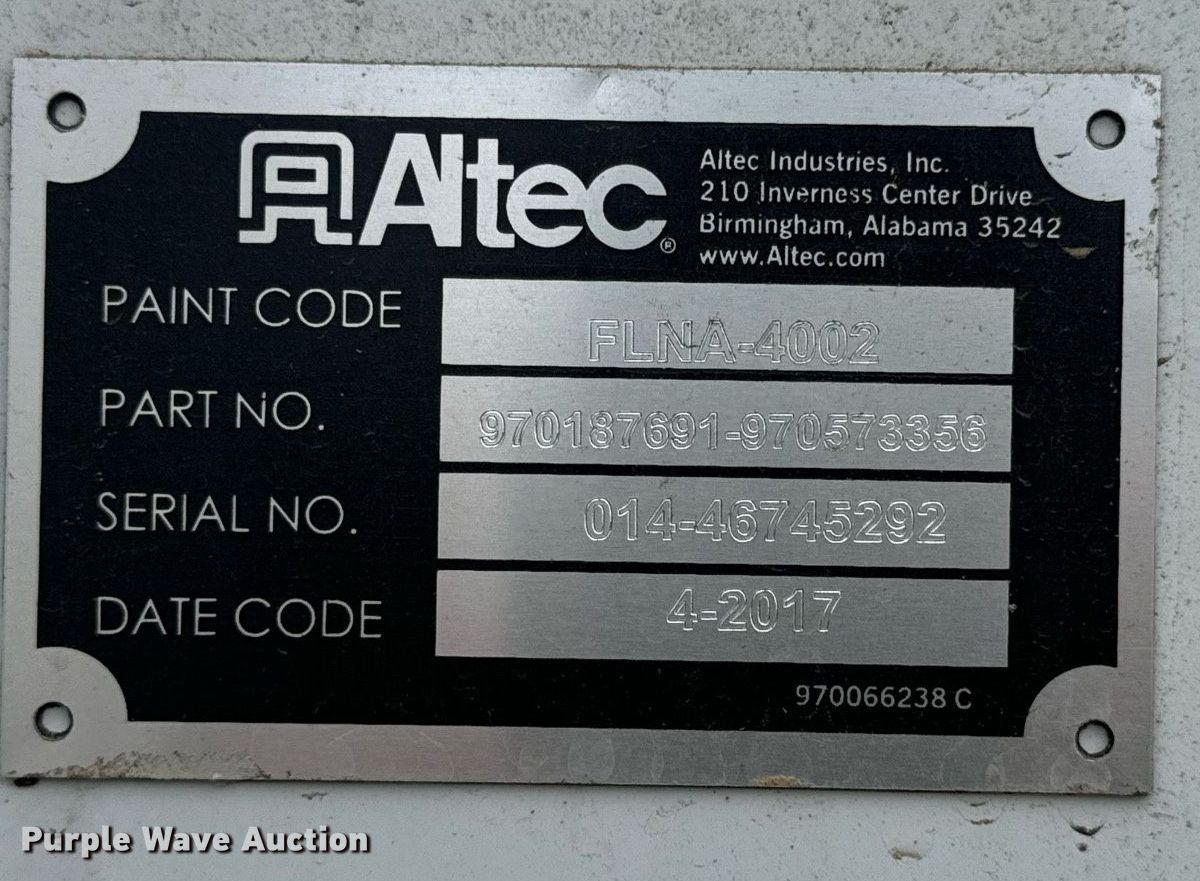 Altec®
Altec Industries, Inc.
210 Inverness Center Drive
Birmingham, Alabama 35242
www.Altec.com
PAINT CODE FLNA-4002
PART NO. 970187691-970573356
SERIAL NO. 014-46745292
DATE CODE 4-2017
970066238 C
Purple Wave Auction